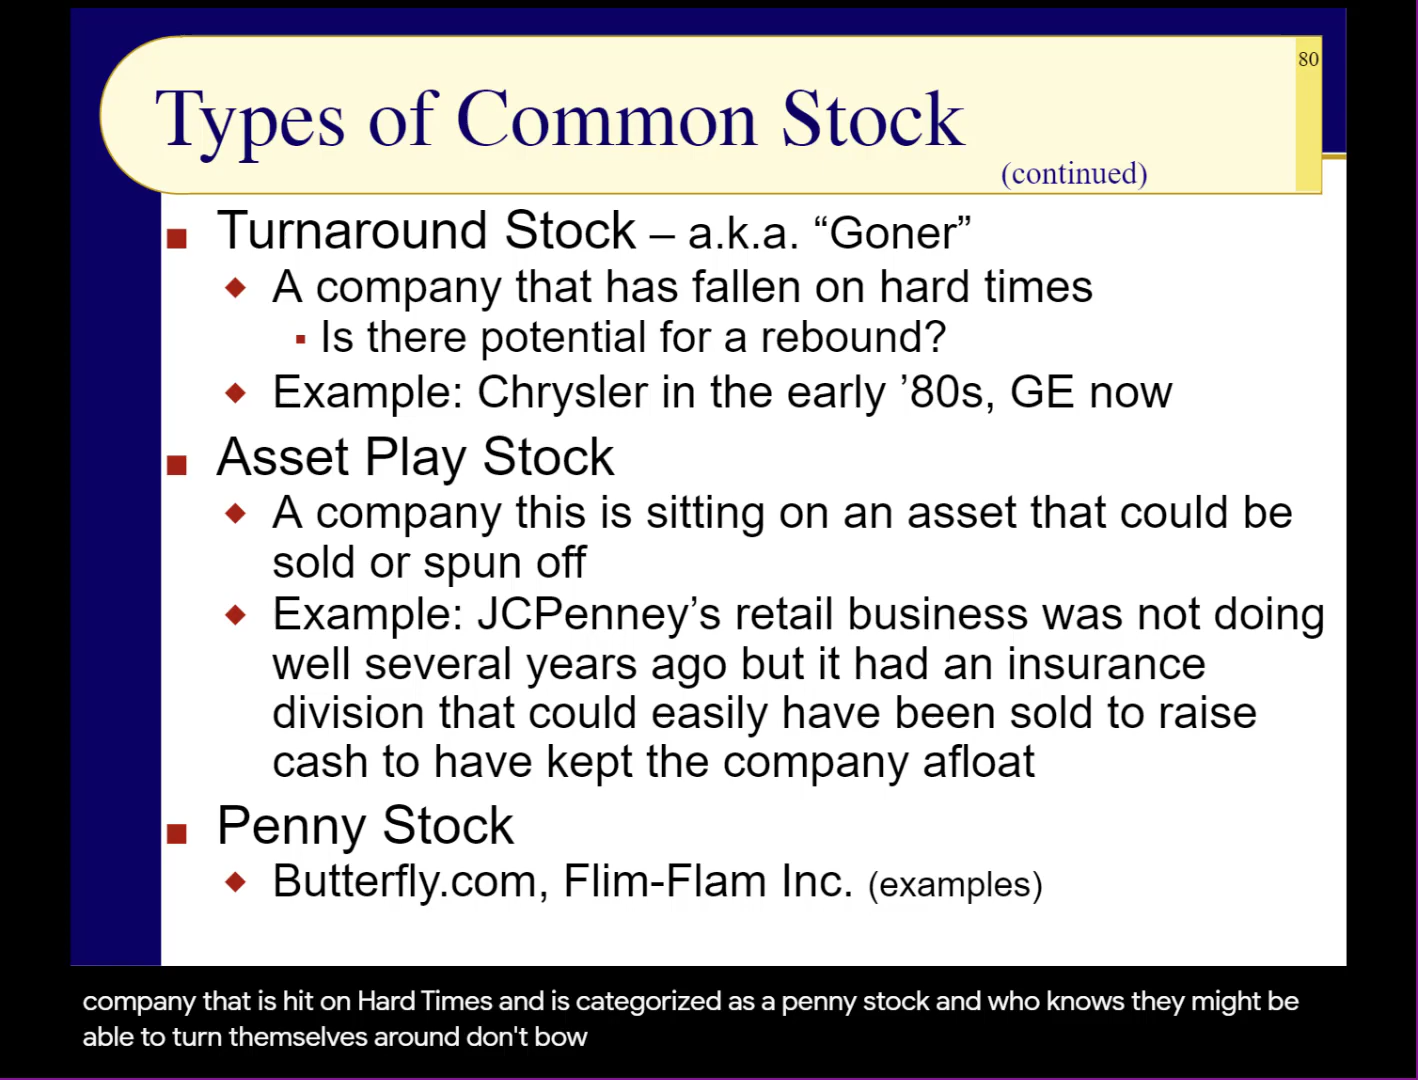 80
Types of Common Stock
(continued)
Turnaround Stock – a.k.a. “Goner”
A company that has fallen on hard times
Is there potential for a rebound?
Example: Chrysler in the early ’80s, GE now
Asset Play Stock
A company this is sitting on an asset that could be
sold or spun off
Example: JCPenney’s retail business was not doing
well several years ago but it had an insurance
division that could easily have been sold to raise
cash to have kept the company afloat
Penny Stock
Butterfly.com, Flim-Flam Inc. (examples)
company that is hit on Hard Times and is categorized as a penny stock and who knows they might be
able to turn themselves around don't bow